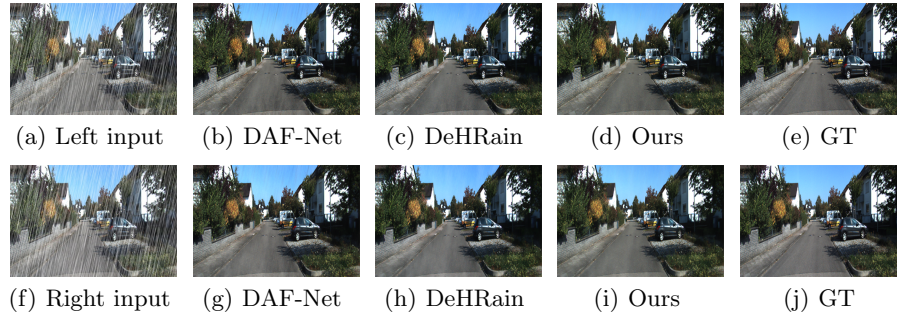 (a) Left input (b) DAF-Net (c) DeHRain (d) Ours (e) GT
(f) Right input (g) DAF-Net (h) DeHRain (i) Ours (j) GT